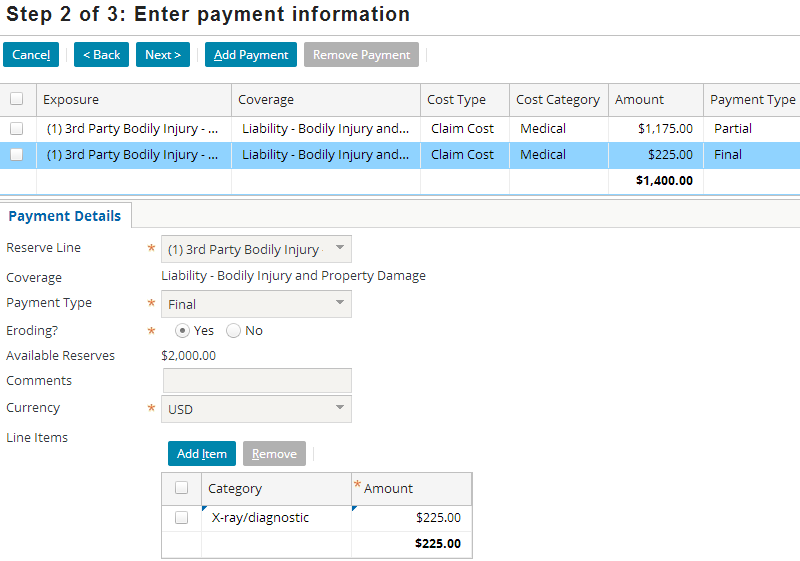 Step 2 of 3: Enter payment information
Cancel < Back Next > Add Payment Remove Payment
Exposure Coverage Cost Type Cost Category Amount Payment Type
(1) 3rd Party Bodily Injury - ... Liability - Bodily Injury and... Claim Cost Medical $1,175.00 Partial
(1) 3rd Party Bodily Injury - ... Liability - Bodily Injury and... Claim Cost Medical $225.00 Final
$1,400.00
Payment Details
Reserve Line * (1) 3rd Party Bodily Injury
Coverage Liability - Bodily Injury and Property Damage
Payment Type * Final
Eroding? * Yes No
Available Reserves $2,000.00
Comments
Currency * USD
Line Items
Add Item Remove
Category * Amount
X-ray/diagnostic $225.00
$225.00